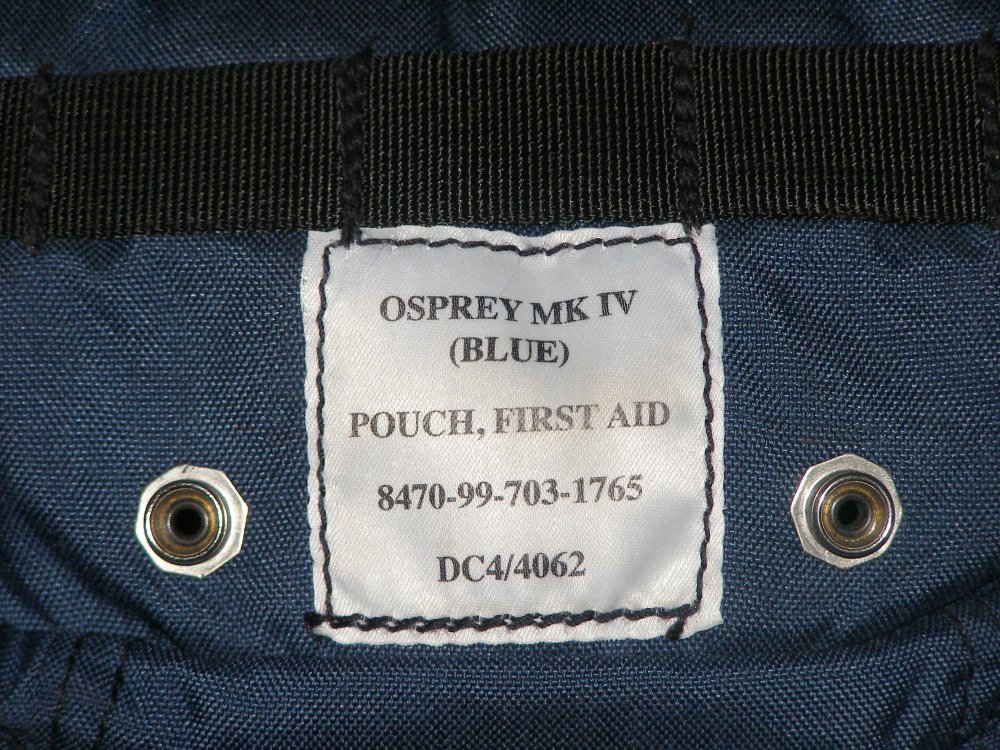 OSPREY MK IV
(BLUE)
POUCH, FIRST AID
8470-99-703-1765
DC4/4062